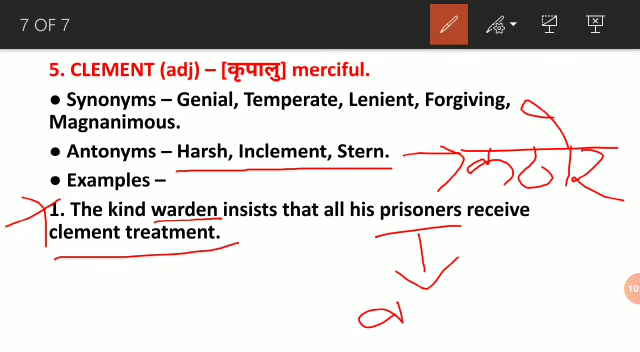 7 OF 7
5. CLEMENT (adj) – [कृपालु] merciful.
● Synonyms – Genial, Temperate, Lenient, Forgiving,
Magnanimous.
● Antonyms – Harsh, Inclement, Stern.
कठोर
● Examples –
1. The kind warden insists that all his prisoners receive
clement treatment.